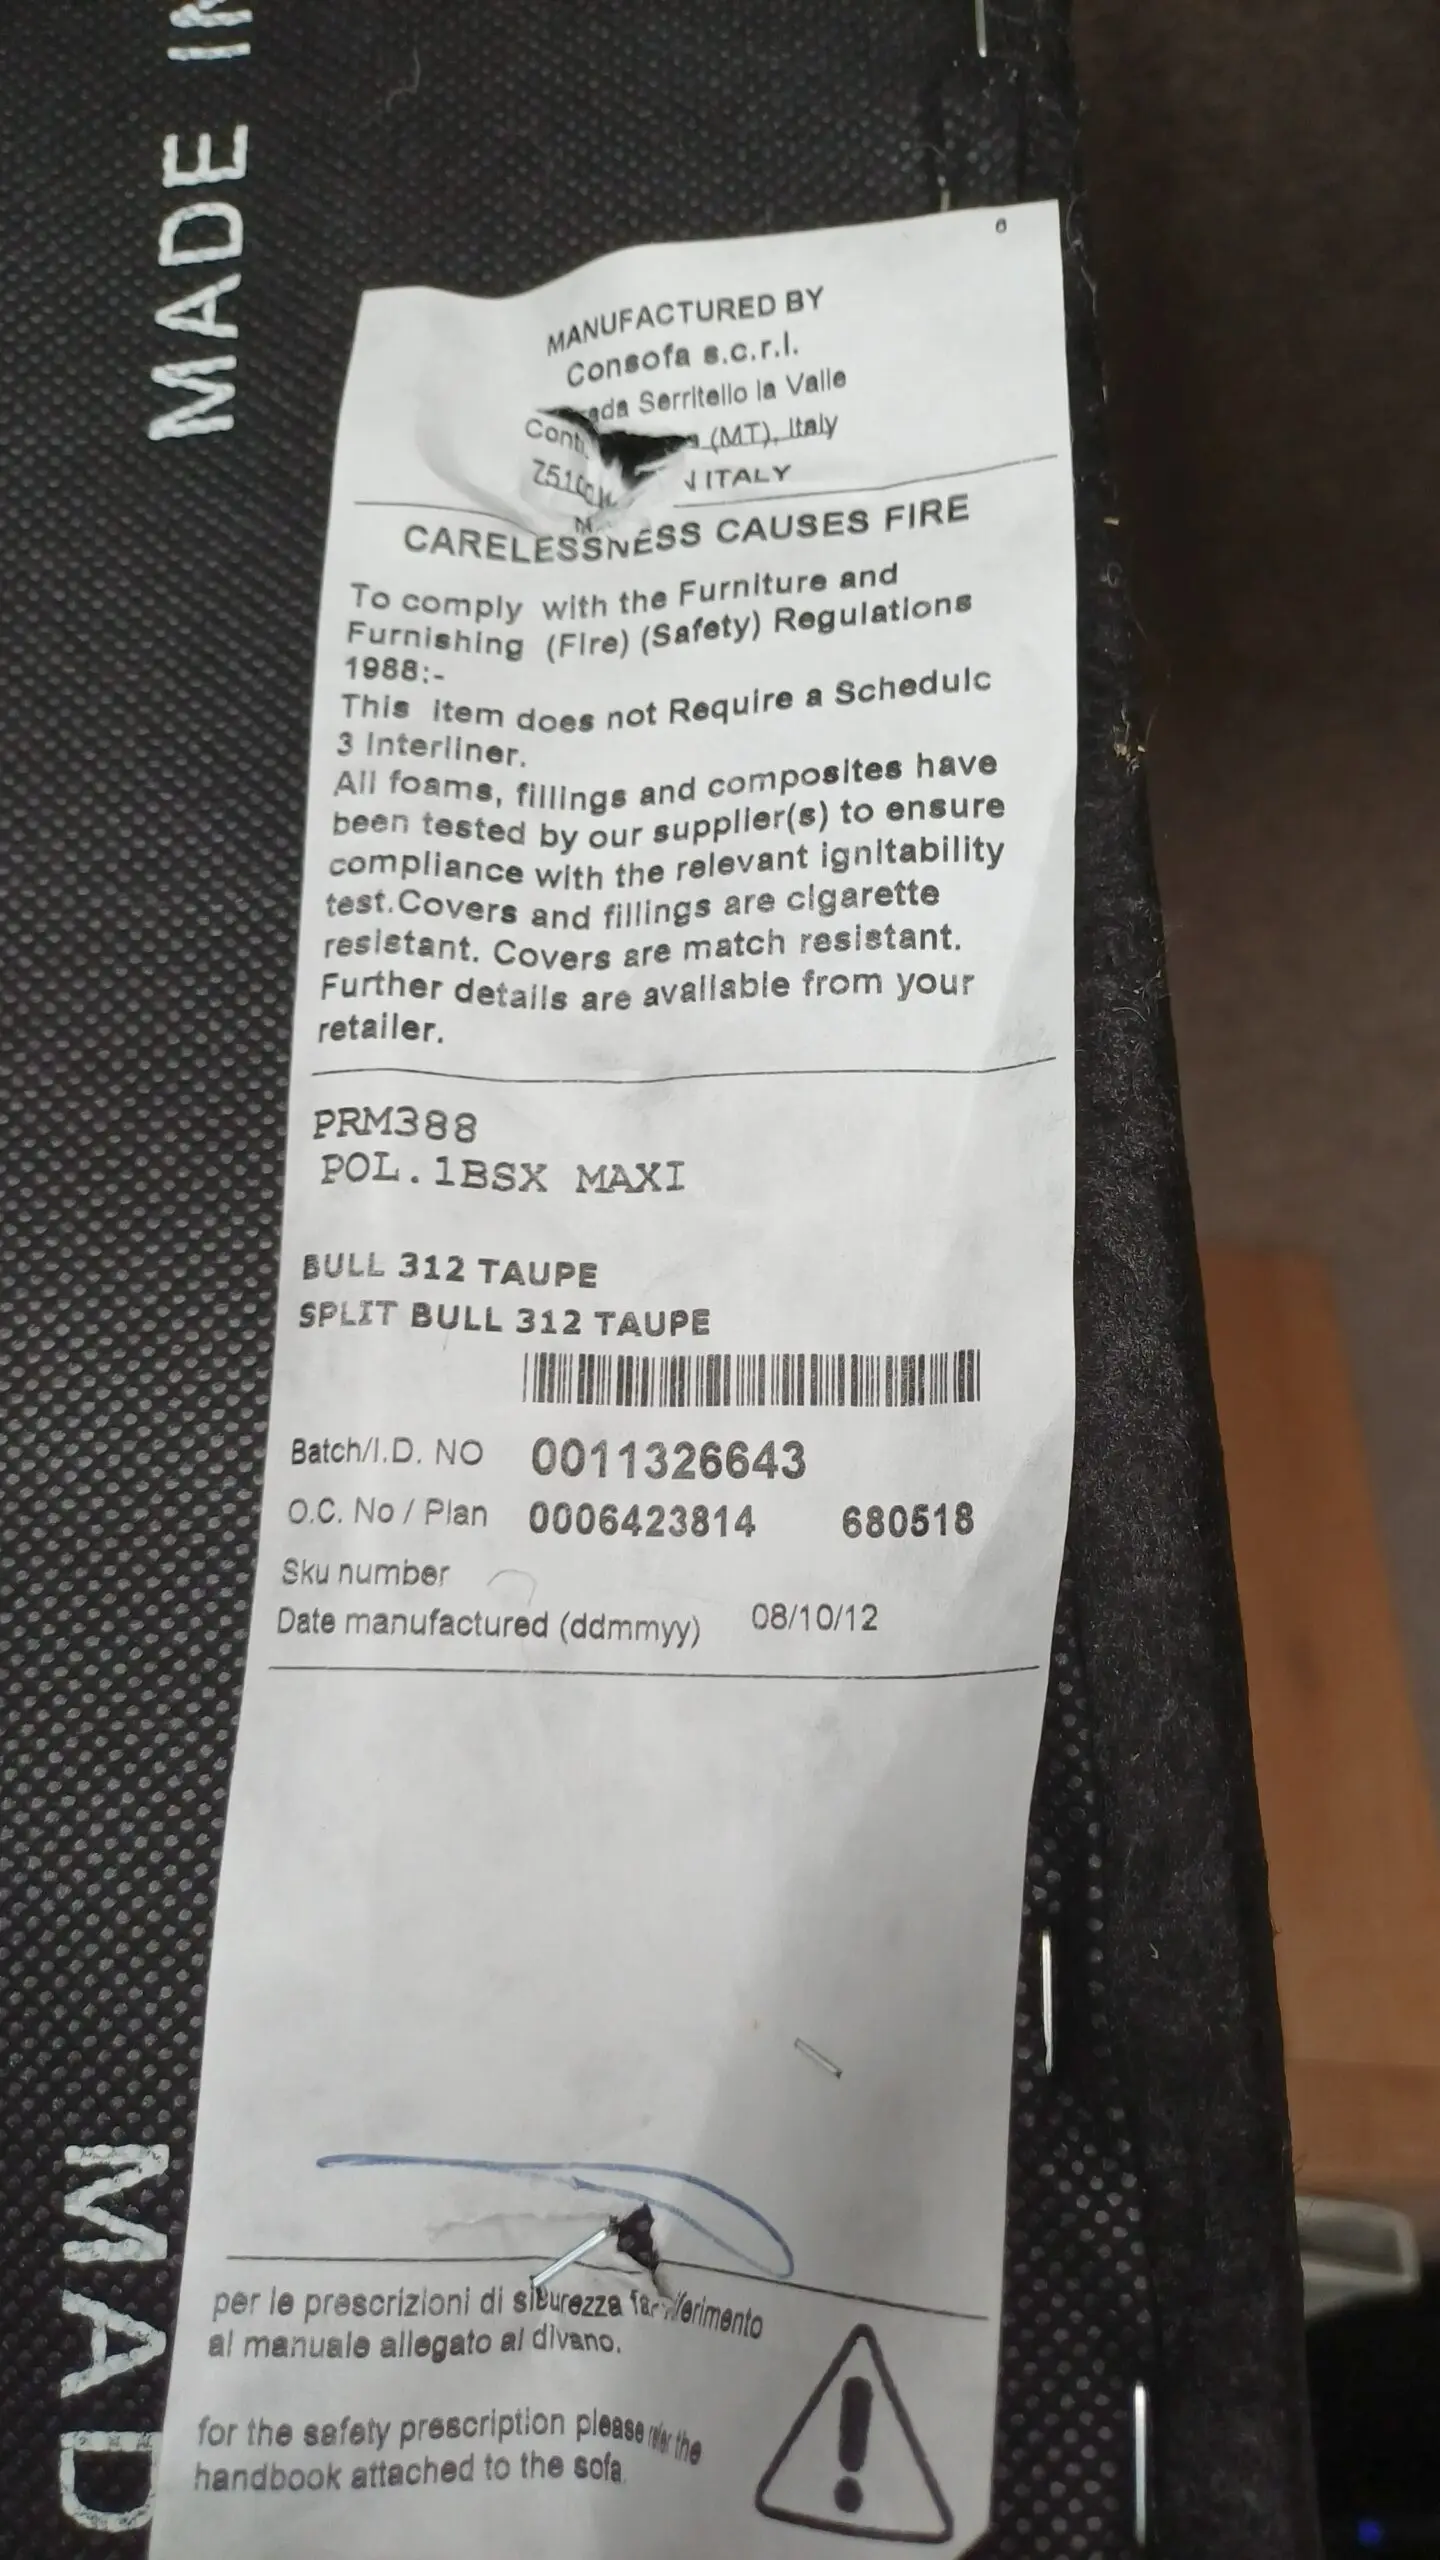 MADE IN
6
MANUFACTURED BY
Consofa s.c.r.l.
Serritello la Valle
(MT), Italy
ITALY
CARELESSNESS CAUSES FIRE
To comply with the Furniture and
Furnishing (Fire) (Safety) Regulations
1988:-
This item does not Require a Schedule
3 Interliner.
All foams, fillings and composites have
been tested by our supplier(s) to ensure
compliance with the relevant ignitability
test.Covers and fillings are cigarette
resistant. Covers are match resistant.
Further details are available from your
retailer.
PRM388
POL.1BSX MAXI
BULL 312 TAUPE
SPLIT BULL 312 TAUPE
Batch/I.D. NO 0011326643
O.C. No / Plan 0006423814 680518
Sku number
Date manufactured (ddmmyy) 08/10/12
per le prescrizioni di sicurezza riferimento
al manuale allegato al divano.
for the safety prescription please refer the
handbook attached to the sofa
MAD